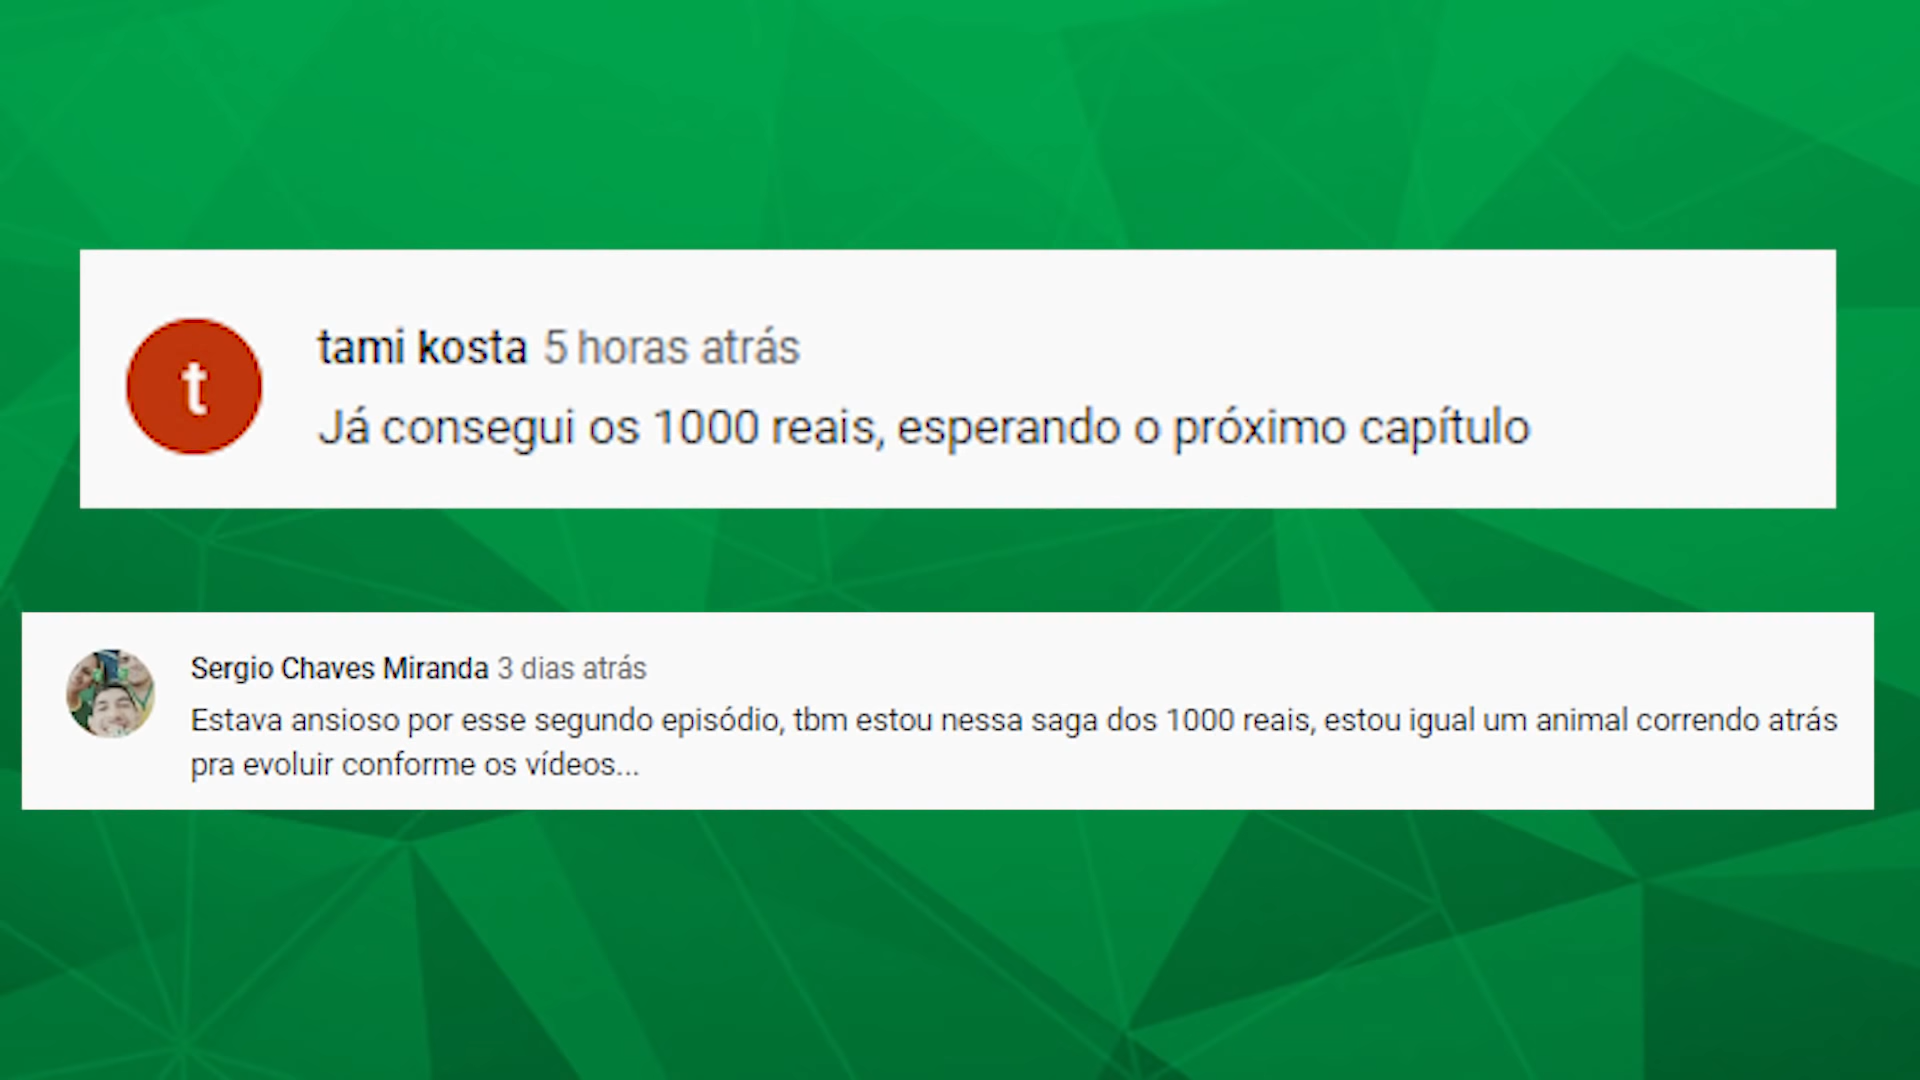 t
tami kosta 5 horas atrás
Já consegui os 1000 reais, esperando o próximo capítulo
Sergio Chaves Miranda 3 dias atrás
Estava ansioso por esse segundo episódio, tbm estou nessa saga dos 1000 reais, estou igual um animal correndo atrás
pra evoluir conforme os vídeos...